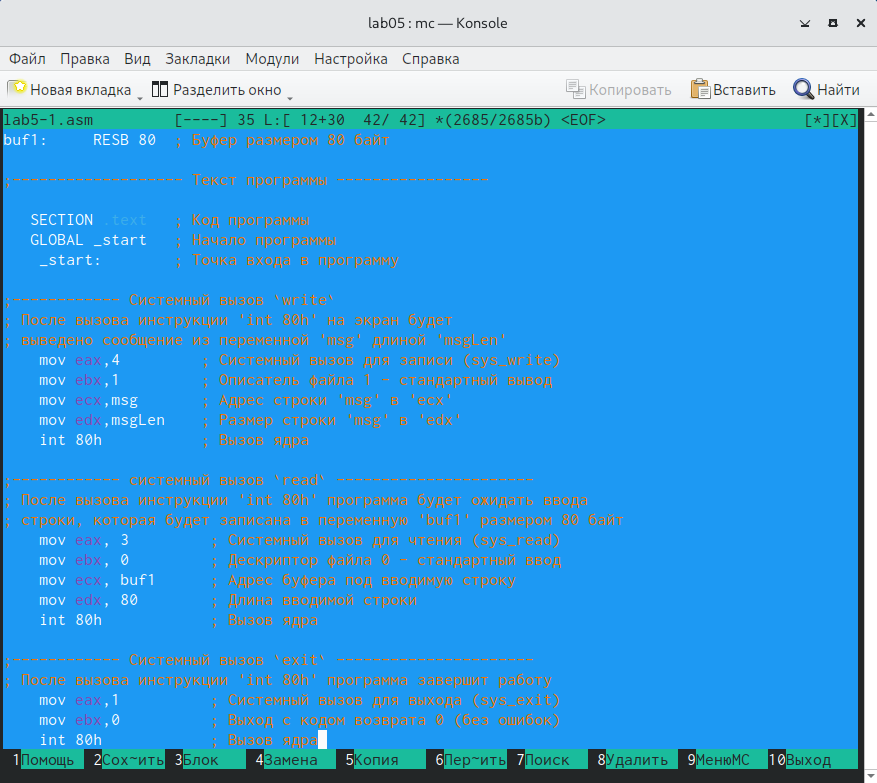 lab05 : mc — Konsole
Файл Правка Вид Закладки Модули Настройка Справка
Новая вкладка Разделить окно Копировать Вставить Найти
lab5-1.asm [----] 35 L:[ 12+30 42/ 42] *(2685/2685b) <EOF> [*][X]
buf1: RESB 80 ; Буфер размером 80 байт
;------------------- Текст программы -----------------
SECTION .text ; Код программы
GLOBAL _start ; Начало программы
_start: ; Точка входа в программу
;------------ Системный вызов `write`
; После вызова инструкции 'int 80h' на экран будет
; выведено сообщение из переменной 'msg' длиной 'msgLen'
mov eax,4 ; Системный вызов для записи (sys_write)
mov ebx,1 ; Описатель файла 1 - стандартный вывод
mov ecx,msg ; Адрес строки 'msg' в 'ecx'
mov edx,msgLen ; Размер строки 'msg' в 'edx'
int 80h ; Вызов ядра
;------------ системный вызов `read` ----------------------
; После вызова инструкции 'int 80h' программа будет ожидать ввода
; строки, которая будет записана в переменную 'buf1' размером 80 байт
mov eax, 3 ; Системный вызов для чтения (sys_read)
mov ebx, 0 ; Дескриптор файла 0 - стандартный ввод
mov ecx, buf1 ; Адрес буфера под вводимую строку
mov edx, 80 ; Длина вводимой строки
int 80h ; Вызов ядра
;------------ Системный вызов `exit` ----------------------
; После вызова инструкции 'int 80h' программа завершит работу
mov eax,1 ; Системный вызов для выхода (sys_exit)
mov ebx,0 ; Выход с кодом возврата 0 (без ошибок)
int 80h ; Вызов ядра
1Помощь 2Сох~ить 3Блок 4Замена 5Копия 6Пер~ить 7Поиск 8Удалить 9МенюМС 10Выход